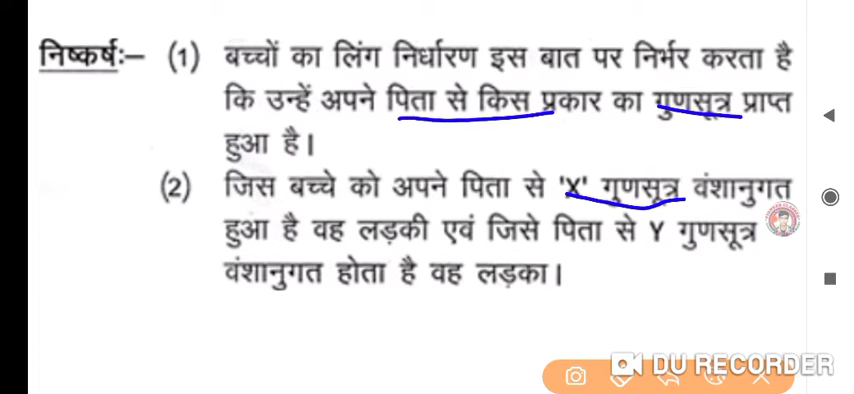 निष्कर्षः– (1) बच्चों का लिंग निर्धारण इस बात पर निर्भर करता है
कि उन्हें अपने पिता से किस प्रकार का गुणसूत्र प्राप्त
हुआ है।
(2) जिस बच्चे को अपने पिता से 'X' गुणसूत्र वंशानुगत
हुआ है वह लड़की एवं जिसे पिता से Y गुणसूत्र
वंशानुगत होता है वह लड़का।
DU RECORDER